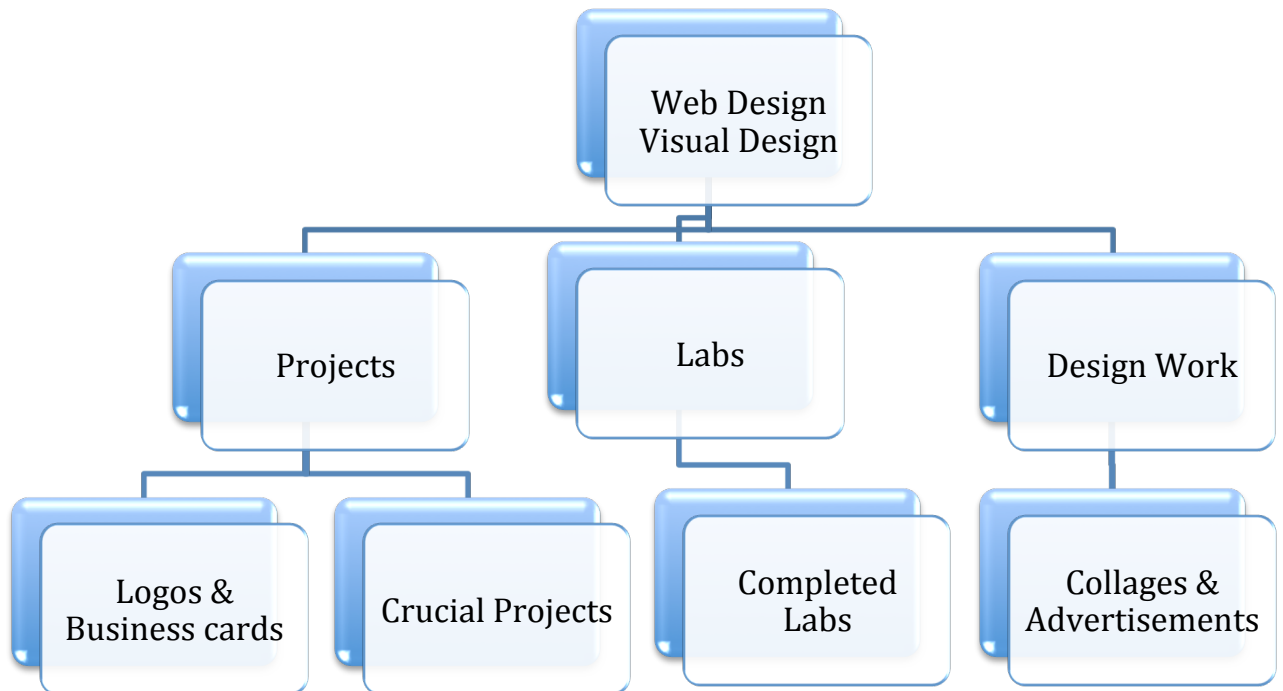 Web Design
Visual Design
Projects
Labs
Design Work
Logos &
Business cards
Crucial Projects
Completed
Labs
Collages &
Advertisements